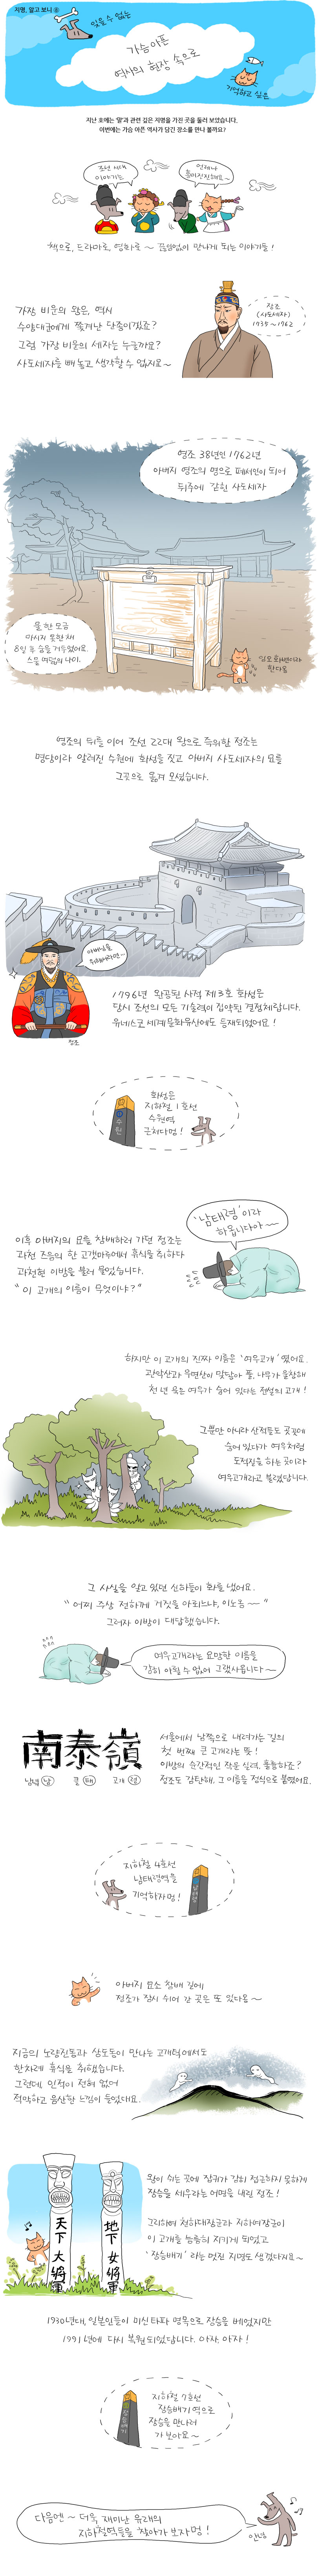 지명, 알고 보니 ⑧
잊을 수 없는
가슴아픈
역사의 현장 속으로
기억하고 싶은
지난 호에는 '말'과 관련 깊은 지명을 가진 곳을 둘러 보았습니다.
이번에는 가슴 아픈 역사가 담긴 장소를 만나 볼까요?
조선 시대
이야기는
언제나
흥미진진해요~
책으로, 드라마로, 영화로 ~ 끊임없이 만나게 되는 이야기들!
가장 비운의 왕은, 역시
수양대군에게 쫓겨난 단종이겠죠?
그럼 가장 비운의 세자는 누굴까요?
사도세자를 빼 놓고 생각할 수 없지요~
장조
(사도세자)
1735~1762
영조 38년인 1762년
아버지 영조의 명으로 폐서인이 되어
뒤주에 갇힌 사도세자
물 한 모금
마시지 못한 채
8일 후 숨을 거두었어요.
스물 여덟의 나이.
영조의 뒤를 이어 조선 22대 왕으로 즉위한 정조는
명당이라 알려진 수원에 화성을 짓고 아버지 사도세자의 묘를
그곳으로 옮겨 모셨습니다.
아버님을
위해서라면…
정조
1796년 완공된 사적 제3호 화성은
당시 조선의 모든 기술력이 집약된 결정체랍니다.
유네스코 세계문화유산에도 등재되었어요!
화성은
지하철 1호선
수원역
근처다멍!
수원
이후 아버지의 묘를 참배하러 가던 정조는
과천 즈음의 한 고갯마루에서 휴식을 취하다
과천현 이방을 불러 물었습니다.
"이 고개의 이름이 무엇이냐?"
'남태령'이라
하옵니다아~
하지만 이 고개의 진짜 이름은 '여우고개'였어요.
관악산과 우면산이 맞닿아 풀, 나무가 울창해
천 년 묵은 여우가 숨어 있다는 전설의 고개!
그뿐만 아니라 산적들도 곳곳에
숨어 있다가 여우처럼
도적질을 하는 곳이라
여우고개라고 불렸답니다.
그 사실을 알고 있던 신하들이 화를 냈어요.
"어찌 주상 전하께 거짓을 아뢰느냐, 이노옴~"
그러자 이방이 대답했습니다.
여우고개라는 요망한 이름을
감히 아뢸 수 없어 그랬사옵니다~
南泰嶺
남녘 남 클 태 고개 령
서울에서 남쪽으로 내려가는 길의
첫 번째 큰 고개라는 뜻!
이방의 순간적인 작문 실력, 훌륭하죠?
정조도 감탄해, 그 이름을 정식으로 붙였어요.
지하철 4호선
남태령역을
기억하자멍!
남태령
아버지 묘소 참배 길에
정조가 잠시 쉬어 간 곳은 또 있다옹~
지금의 노량진동과 상도동이 만나는 고개턱에서도
한차례 휴식을 취했습니다.
그런데, 인적이 전혀 없어
적막하고 음산한 느낌이 들었대요.
天下大將軍
地下女將軍
왕이 쉬는 곳에 잡귀가 감히 접근하지 못하게
장승을 세우라는 어명을 내린 정조!
그리하여 천하대장군과 지하여장군이
이 고개를 늠름히 지키게 되었고
'장승배기'라는 멋진 지명도 생겼다지요~
1930년대, 일본인들이 미신타파 명목으로 장승을 베었지만
1991년에 다시 복원되었답니다. 아자, 아자!
지하철 7호선
장승배기역으로
장승을 만나러
가 보아요~
장승배기
다음엔~ 더욱 재미난 유래의
지하철역들을 찾아가 보자멍!
안녕